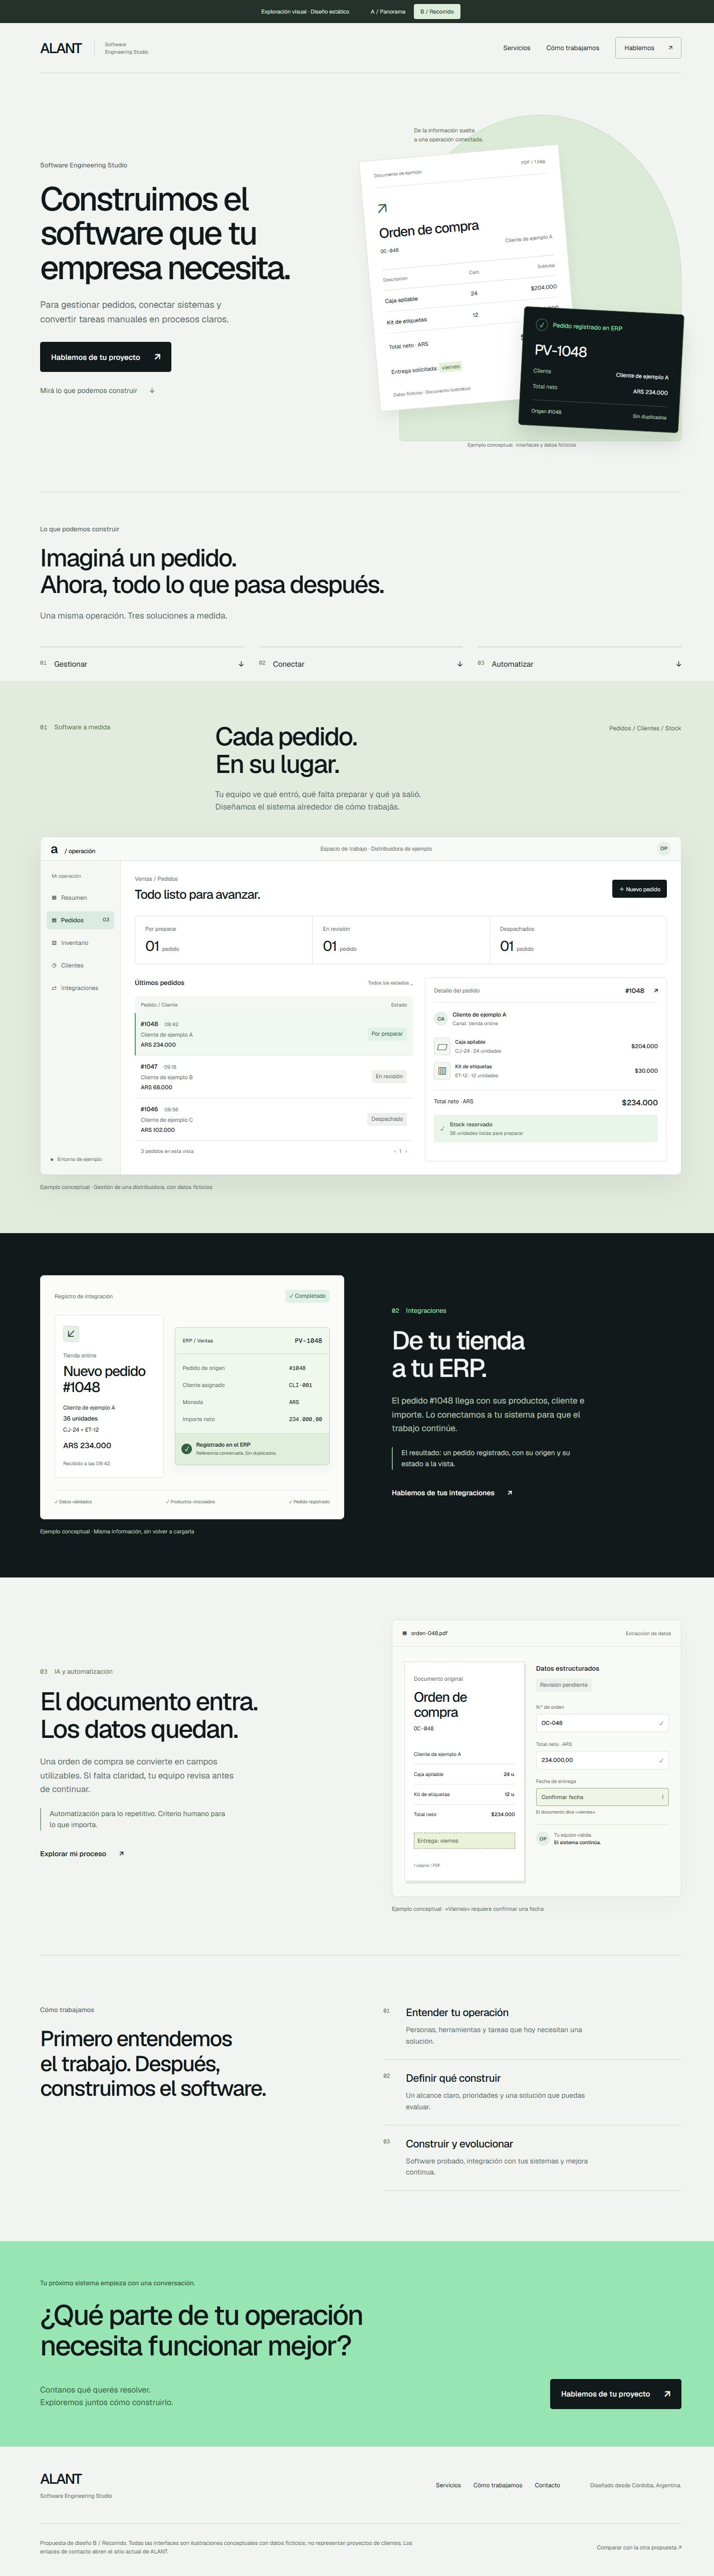 Exploración visual · Diseño estático
A / Panorama
B / Recorrido
ALANT
Software
Engineering Studio
Servicios
Cómo trabajamos
Hablemos ↗
Software Engineering Studio
Construimos el
software que tu
empresa necesita.
Para gestionar pedidos, conectar sistemas y
convertir tareas manuales en procesos claros.
Hablemos de tu proyecto ↗
Mirá lo que podemos construir ↓
De la información suelta
a una operación conectada.
Documento de ejemplo
PDF / 1 pág.
Orden de compra
OC-048
Cliente de ejemplo A
Descripción Cant. Subtotal
Caja apilable 24 $204.000
Kit de etiquetas 12
Total neto · ARS
Entrega solicitada: viernes
Datos ficticios · Documento ilustrativo
✓ Pedido registrado en ERP
PV-1048
Cliente Cliente de ejemplo A
Total neto ARS 234.000
Origen #1048 Sin duplicados
Ejemplo conceptual · Interfaces y datos ficticios
Lo que podemos construir
Imaginá un pedido.
Ahora, todo lo que pasa después.
Una misma operación. Tres soluciones a medida.
01 Gestionar ↓
02 Conectar ↓
03 Automatizar ↓
01 Software a medida
Cada pedido.
En su lugar.
Pedidos / Clientes / Stock
Tu equipo ve qué entró, qué falta preparar y qué ya salió.
Diseñamos el sistema alrededor de cómo trabajás.
a / operación
Espacio de trabajo · Distribuidora de ejemplo
OP
Mi operación
Resumen
Pedidos 03
Inventario
Clientes
Integraciones
Entorno de ejemplo
Ventas / Pedidos
Todo listo para avanzar.
+ Nuevo pedido
Por preparar
01 pedido
En revisión
01 pedido
Despachados
01 pedido
Últimos pedidos
Todos los estados
Pedido / Cliente Estado
#1048 09:42
Cliente de ejemplo A
ARS 234.000
Por preparar
#1047 09:18
Cliente de ejemplo B
ARS 68.000
En revisión
#1046 08:56
Cliente de ejemplo C
ARS 102.000
Despachado
3 pedidos en esta vista
‹ 1 ›
Detalle del pedido
#1048 ↗
CA
Cliente de ejemplo A
Canal: tienda online
Caja apilable
CJ-24 · 24 unidades
$204.000
Kit de etiquetas
ET-12 · 12 unidades
$30.000
Total neto · ARS $234.000
✓ Stock reservado
36 unidades listas para preparar
Ejemplo conceptual · Gestión de una distribuidora, con datos ficticios
Registro de integración
✓ Completado
Tienda online
Nuevo pedido
#1048
Cliente de ejemplo A
36 unidades
CJ-24 + ET-12
ARS 234.000
Recibido a las 09:42
ERP / Ventas PV-1048
Pedido de origen #1048
Cliente asignado CLI-001
Moneda ARS
Importe neto 234.000,00
✓ Registrado en el ERP
Referencia conservada. Sin duplicados.
✓ Datos validados
✓ Productos vinculados
✓ Pedido registrado
Ejemplo conceptual · Misma información, sin volver a cargarla
02 Integraciones
De tu tienda
a tu ERP.
El pedido #1048 llega con sus productos, cliente e
importe. Lo conectamos a tu sistema para que el
trabajo continúe.
El resultado: un pedido registrado, con su origen y su
estado a la vista.
Hablemos de tus integraciones ↗
03 IA y automatización
El documento entra.
Los datos quedan.
Una orden de compra se convierte en campos
utilizables. Si falta claridad, tu equipo revisa antes
de continuar.
Automatización para lo repetitivo. Criterio humano para
lo que importa.
Explorar mi proceso ↗
orden-048.pdf
Extracción de datos
Documento original
Orden de
compra
OC-048
Cliente de ejemplo A
Caja apilable 24 u.
Kit de etiquetas 12 u.
Total neto $234.000
Entrega: viernes
1 página / PDF
Datos estructurados
Revisión pendiente
N.º de orden
OC-048 ✓
Total neto · ARS
234.000,00 ✓
Fecha de entrega
Confirmar fecha !
El documento dice «viernes».
OP
Tu equipo valida.
El sistema continúa.
Ejemplo conceptual · «Viernes» requiere confirmar una fecha
Cómo trabajamos
Primero entendemos
el trabajo. Después,
construimos el software.
01 Entender tu operación
Personas, herramientas y tareas que hoy necesitan una
solución.
02 Definir qué construir
Un alcance claro, prioridades y una solución que puedas
evaluar.
03 Construir y evolucionar
Software probado, integración con tus sistemas y mejora
continua.
Tu próximo sistema empieza con una conversación.
¿Qué parte de tu operación
necesita funcionar mejor?
Contanos qué querés resolver.
Exploremos juntos cómo construirlo.
Hablemos de tu proyecto ↗
ALANT
Software Engineering Studio
Servicios
Cómo trabajamos
Contacto
Diseñado desde Córdoba, Argentina.
Propuesta de diseño B / Recorrido. Todas las interfaces son ilustraciones conceptuales con datos ficticios; no representan proyectos de clientes. Los
enlaces de contacto abren el sitio actual de ALANT.
Comparar con la otra propuesta ↗